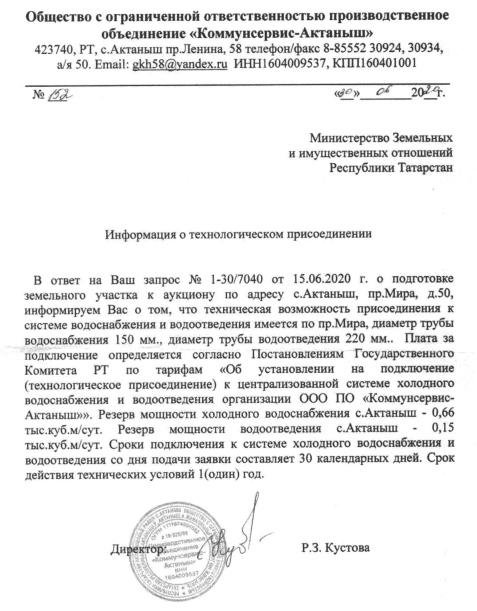 Общество с ограниченной ответственностью производственное
объединение «Коммунсервис-Актаныш»
423740, РТ, с.Актаныш пр.Ленина, 58 телефон/факс 8-85552 30924, 30934,
а/я 50. Email: gkh58@yandex.ru ИНН1604009537, КПП160401001
№ 152 «30» 06 2020г.
Министерство Земельных
и имущественных отношений
Республики Татарстан
Информация о технологическом присоединении
В ответ на Ваш запрос № 1-30/7040 от 15.06.2020 г. о подготовке
земельного участка к аукциону по адресу с.Актаныш, пр.Мира, д.50,
информируем Вас о том, что техническая возможность присоединения к
системе водоснабжения и водоотведения имеется по пр.Мира, диаметр трубы
водоснабжения 150 мм., диаметр трубы водоотведения 220 мм.. Плата за
подключение определяется согласно Постановлениям Государственного
Комитета РТ по тарифам «Об установлении на подключение
(технологическое присоединение) к централизованной системе холодного
водоснабжения и водоотведения организации ООО ПО «Коммунсервис-
Актаныш»». Резерв мощности холодного водоснабжения с.Актаныш - 0,66
тыс.куб.м/сут. Резерв мощности водоотведения с.Актаныш - 0,15
тыс.куб.м/сут. Сроки подключения к системе холодного водоснабжения и
водоотведения со дня подачи заявки составляет 30 календарных дней. Срок
действия технических условий 1(один) год.
Директор: Р.З. Кустова
Производственное
объединение
«Коммунсервис
Актаныш»
ИНН
1604009537